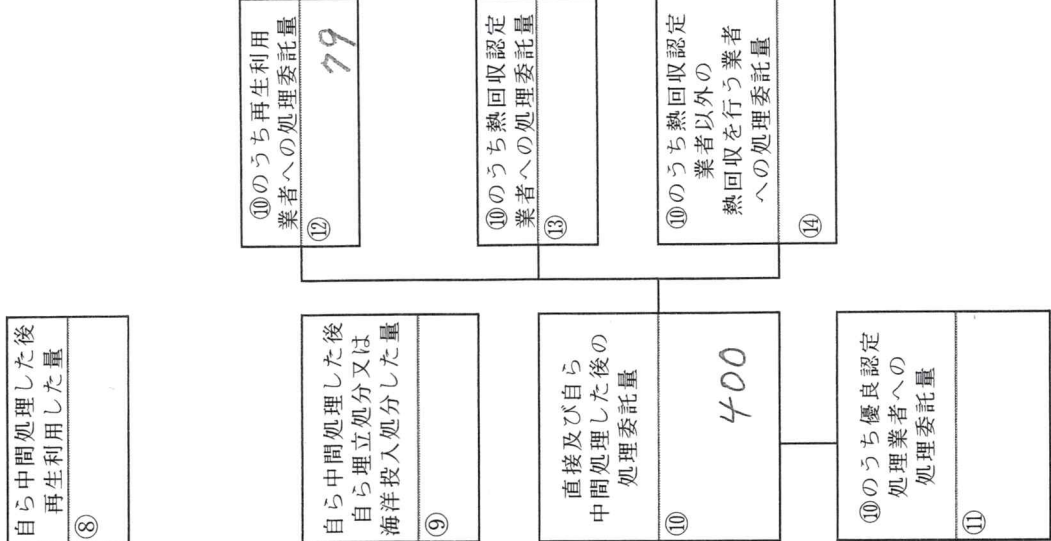 自ら中間処理した後
再生利用した量
⑧
自ら中間処理した後
自ら埋立処分又は
海洋投入処分した量
⑨
直接及び自ら
中間処理した後の
処理委託量
⑩
400
⑩のうち優良認定
処理業者への
処理委託量
⑪
⑩のうち再生利用
業者への処理委託量
⑫
79
⑩のうち熱回収認定
業者への処理委託量
⑬
⑩のうち熱回収認定
業者以外の
熱回収を行う業者
への処理委託量
⑭